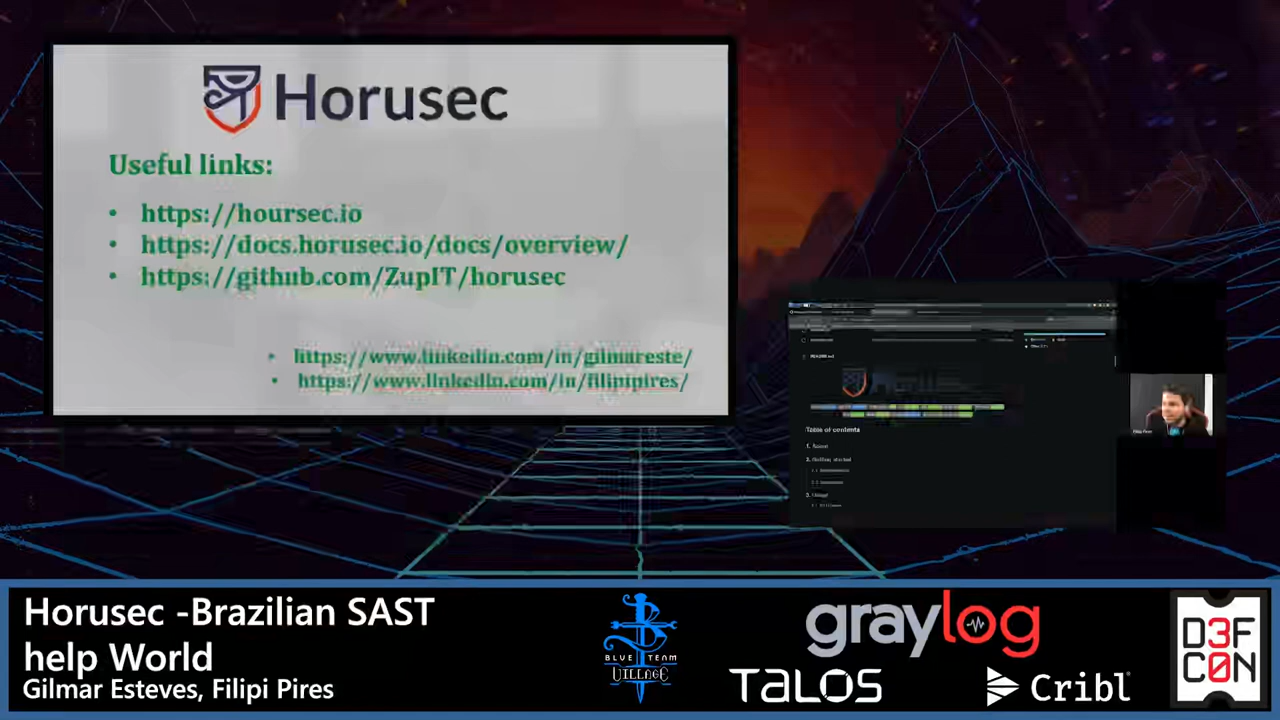 Horusec
Useful links:
• https://hoursec.io
• https://docs.horusec.io/docs/overview/
• https://github.com/ZupIT/horusec
• https://www.linkedin.com/in/gilmareste/
• https://www.linkedin.com/in/filipipires/
Table of contents
Horusec -Brazilian SAST
help World
Gilmar Esteves, Filipi Pires
BLUE TEAM
VILLAGE
graylog
TALOS
Cribl
D3F
C0N